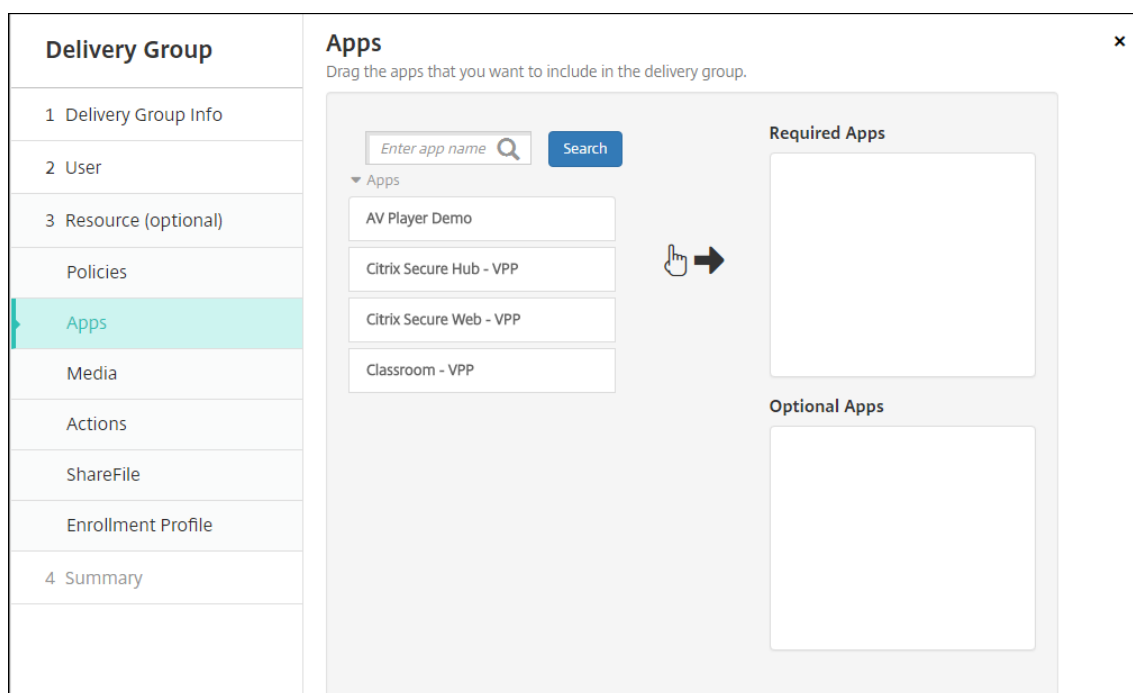 Delivery Group
1 Delivery Group Info
2 User
3 Resource (optional)
Policies
Apps
Media
Actions
ShareFile
Enrollment Profile
4 Summary
Apps
Drag the apps that you want to include in the delivery group.
Enter app name
Search
Apps
AV Player Demo
Citrix Secure Hub - VPP
Citrix Secure Web - VPP
Classroom - VPP
Required Apps
Optional Apps